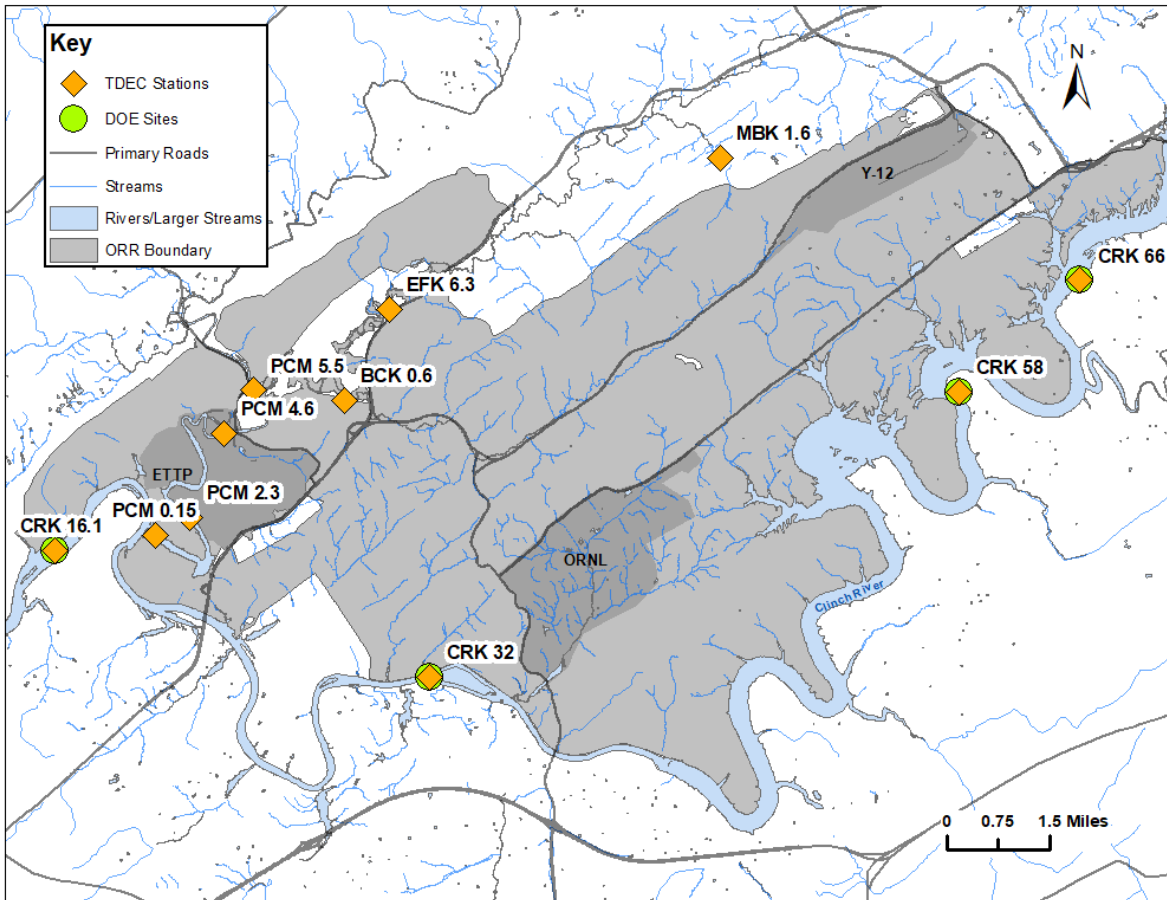 Key
TDEC Stations
DOE Sites
Primary Roads
Streams
Rivers/Larger Streams
ORR Boundary
N
MBK 1.6
Y-12
CRK 66
EFK 6.3
PCM 5.5
BCK 0.6
CRK 58
PCM 4.6
ETTP
PCM 2.3
PCM 0.15
CRK 16.1
ORNL
Clinch River
CRK 32
0 0.75 1.5 Miles